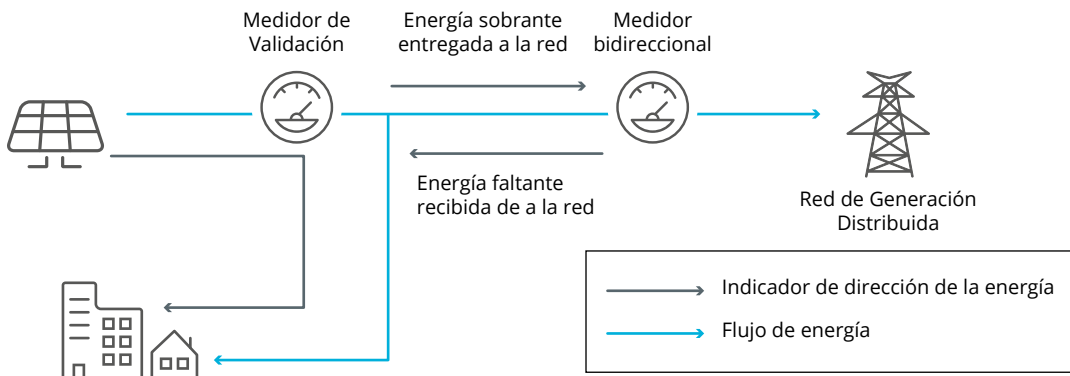 Medidor de
Validación
Energía sobrante
entregada a la red
Medidor
bidireccional
Energía faltante
recibida de a la red
Red de Generación
Distribuida
Indicador de dirección de la energía
Flujo de energía